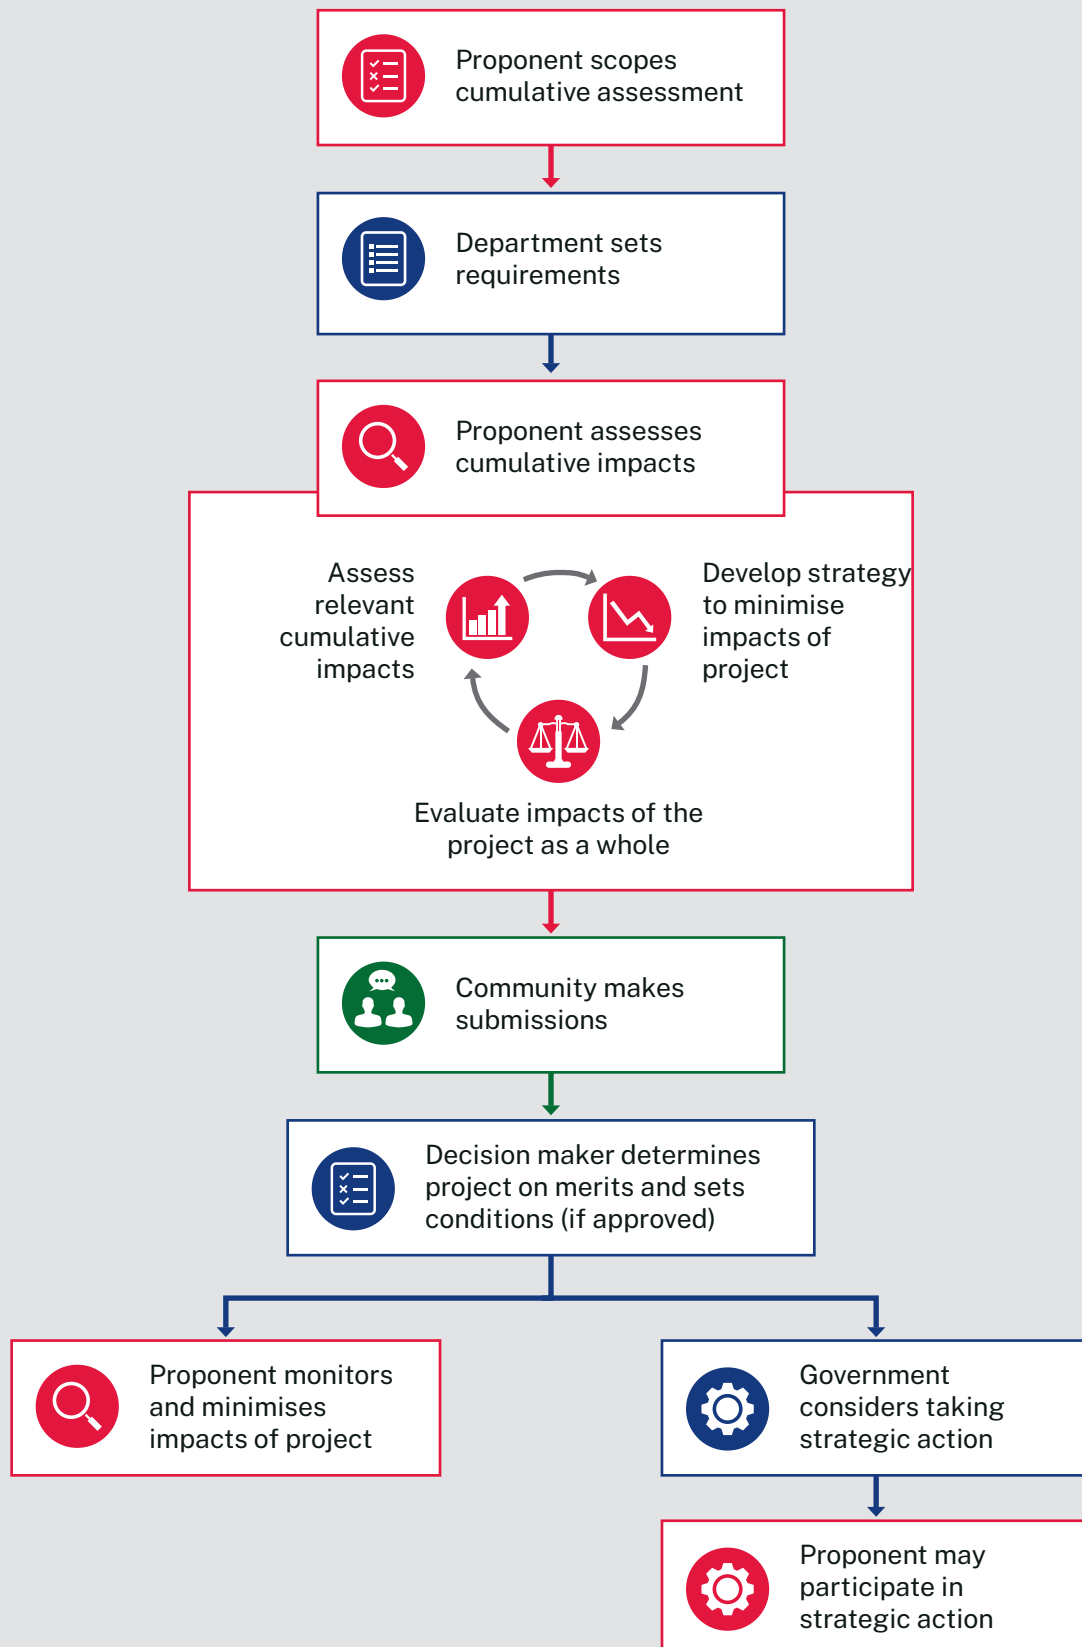 Proponent scopes
cumulative assessment
Department sets
requirements
Proponent assesses
cumulative impacts
Assess
relevant
cumulative
impacts
Develop strategy
to minimise
impacts of
project
Evaluate impacts of the
project as a whole
Community makes
submissions
Decision maker determines
project on merits and sets
conditions (if approved)
Proponent monitors
and minimises
impacts of project
Government
considers taking
strategic action
Proponent may
participate in
strategic action